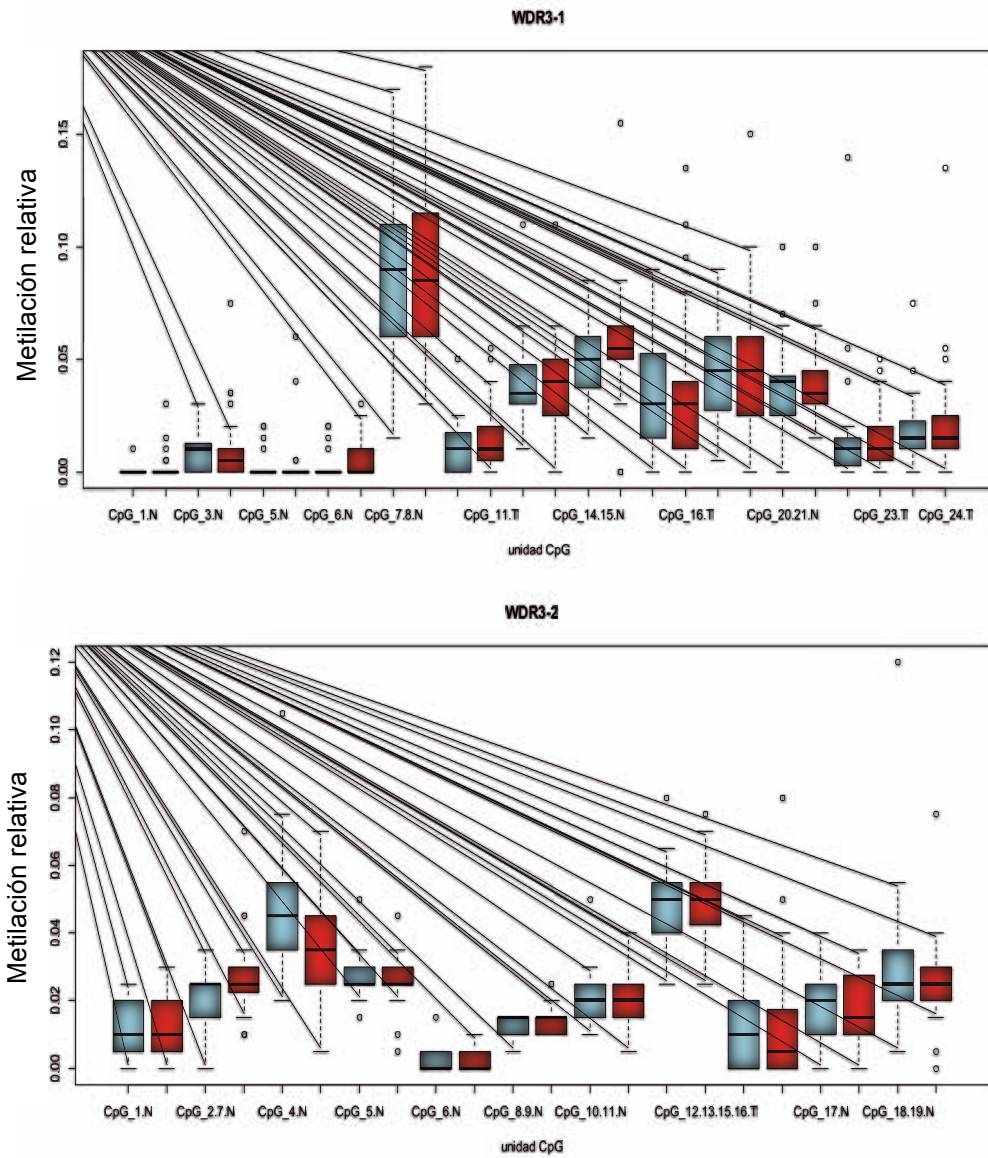 WDR3-1
Metilación relativa
0.15
0.10
0.05
0.00
CpG_1.N CpG_3.N CpG_5.N CpG_6.N CpG_7.8.N CpG_11.T CpG_14.15.N CpG_16.T CpG_20.21.N CpG_23.T CpG_24.T
unidad CpG
WDR3-2
Metilación relativa
0.12
0.10
0.08
0.06
0.04
0.02
0.00
CpG_1.N CpG_2.7.N CpG_4.N CpG_5.N CpG_6.N CpG_8.9.N CpG_10.11.N CpG_12.13.15.16.T CpG_17.N CpG_18.19.N
unidad CpG